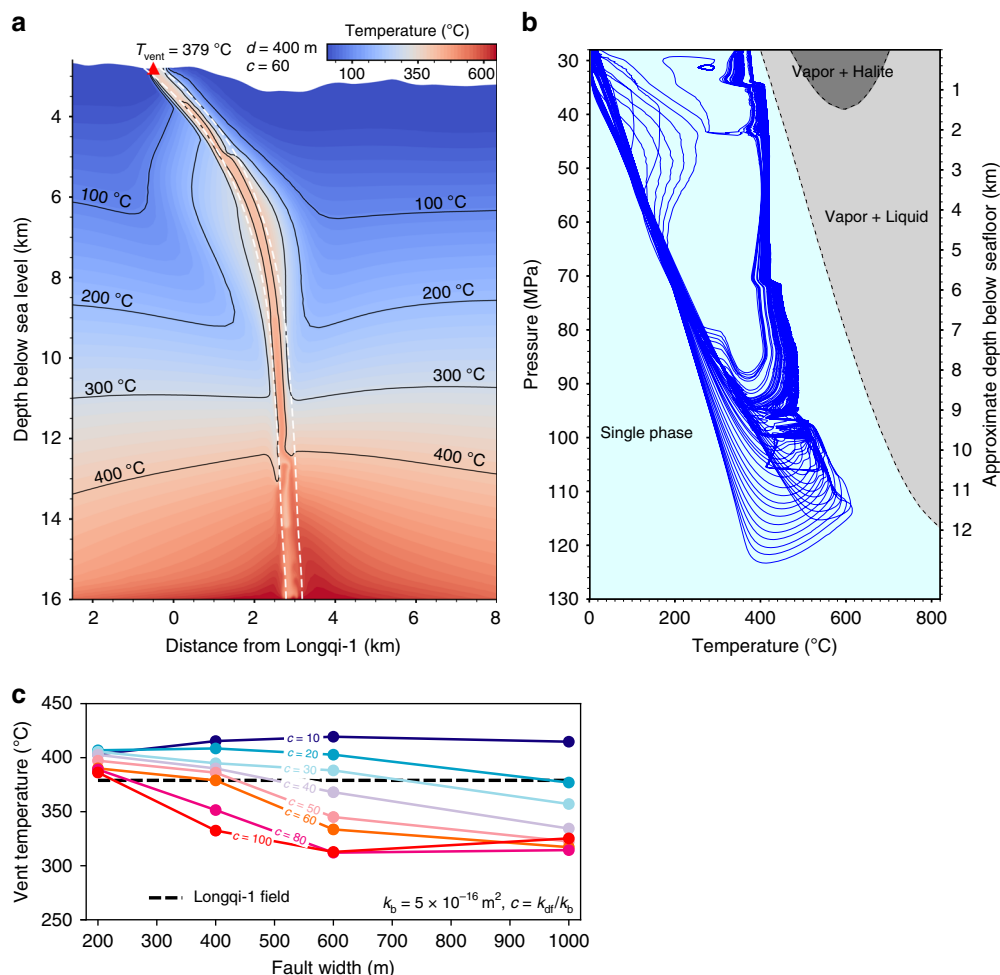 a
Temperature (°C)
100 350 600
T_vent = 379 °C
d = 400 m
c = 60
Depth below sea level (km)
4
6
8
10
12
14
16
100 °C
100 °C
200 °C
200 °C
300 °C
300 °C
400 °C
400 °C
2 0 2 4 6 8
Distance from Longqi-1 (km)
b
Pressure (MPa)
30
40
50
60
70
80
90
100
110
120
130
Vapor + Halite
Vapor + Liquid
Single phase
1
2
3
4
5
6
7
8
9
10
11
12
Approximate depth below seafloor (km)
0 200 400 600 800
Temperature (°C)
c
Vent temperature (°C)
450
400
350
300
250
c = 10
c = 20
c = 30
c = 40
c = 50
c = 60
c = 80
c = 100
Longqi-1 field
k_b = 5 × 10⁻¹⁶ m², c = k_df/k_b
200 300 400 500 600 700 800 900 1000
Fault width (m)